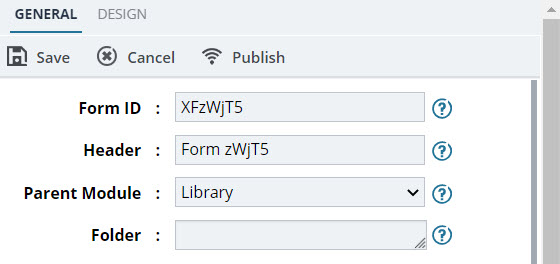 GENERAL DESIGN
Save Cancel Publish
Form ID : XFzWjT5
Header : Form zWjT5
Parent Module : Library
Folder :